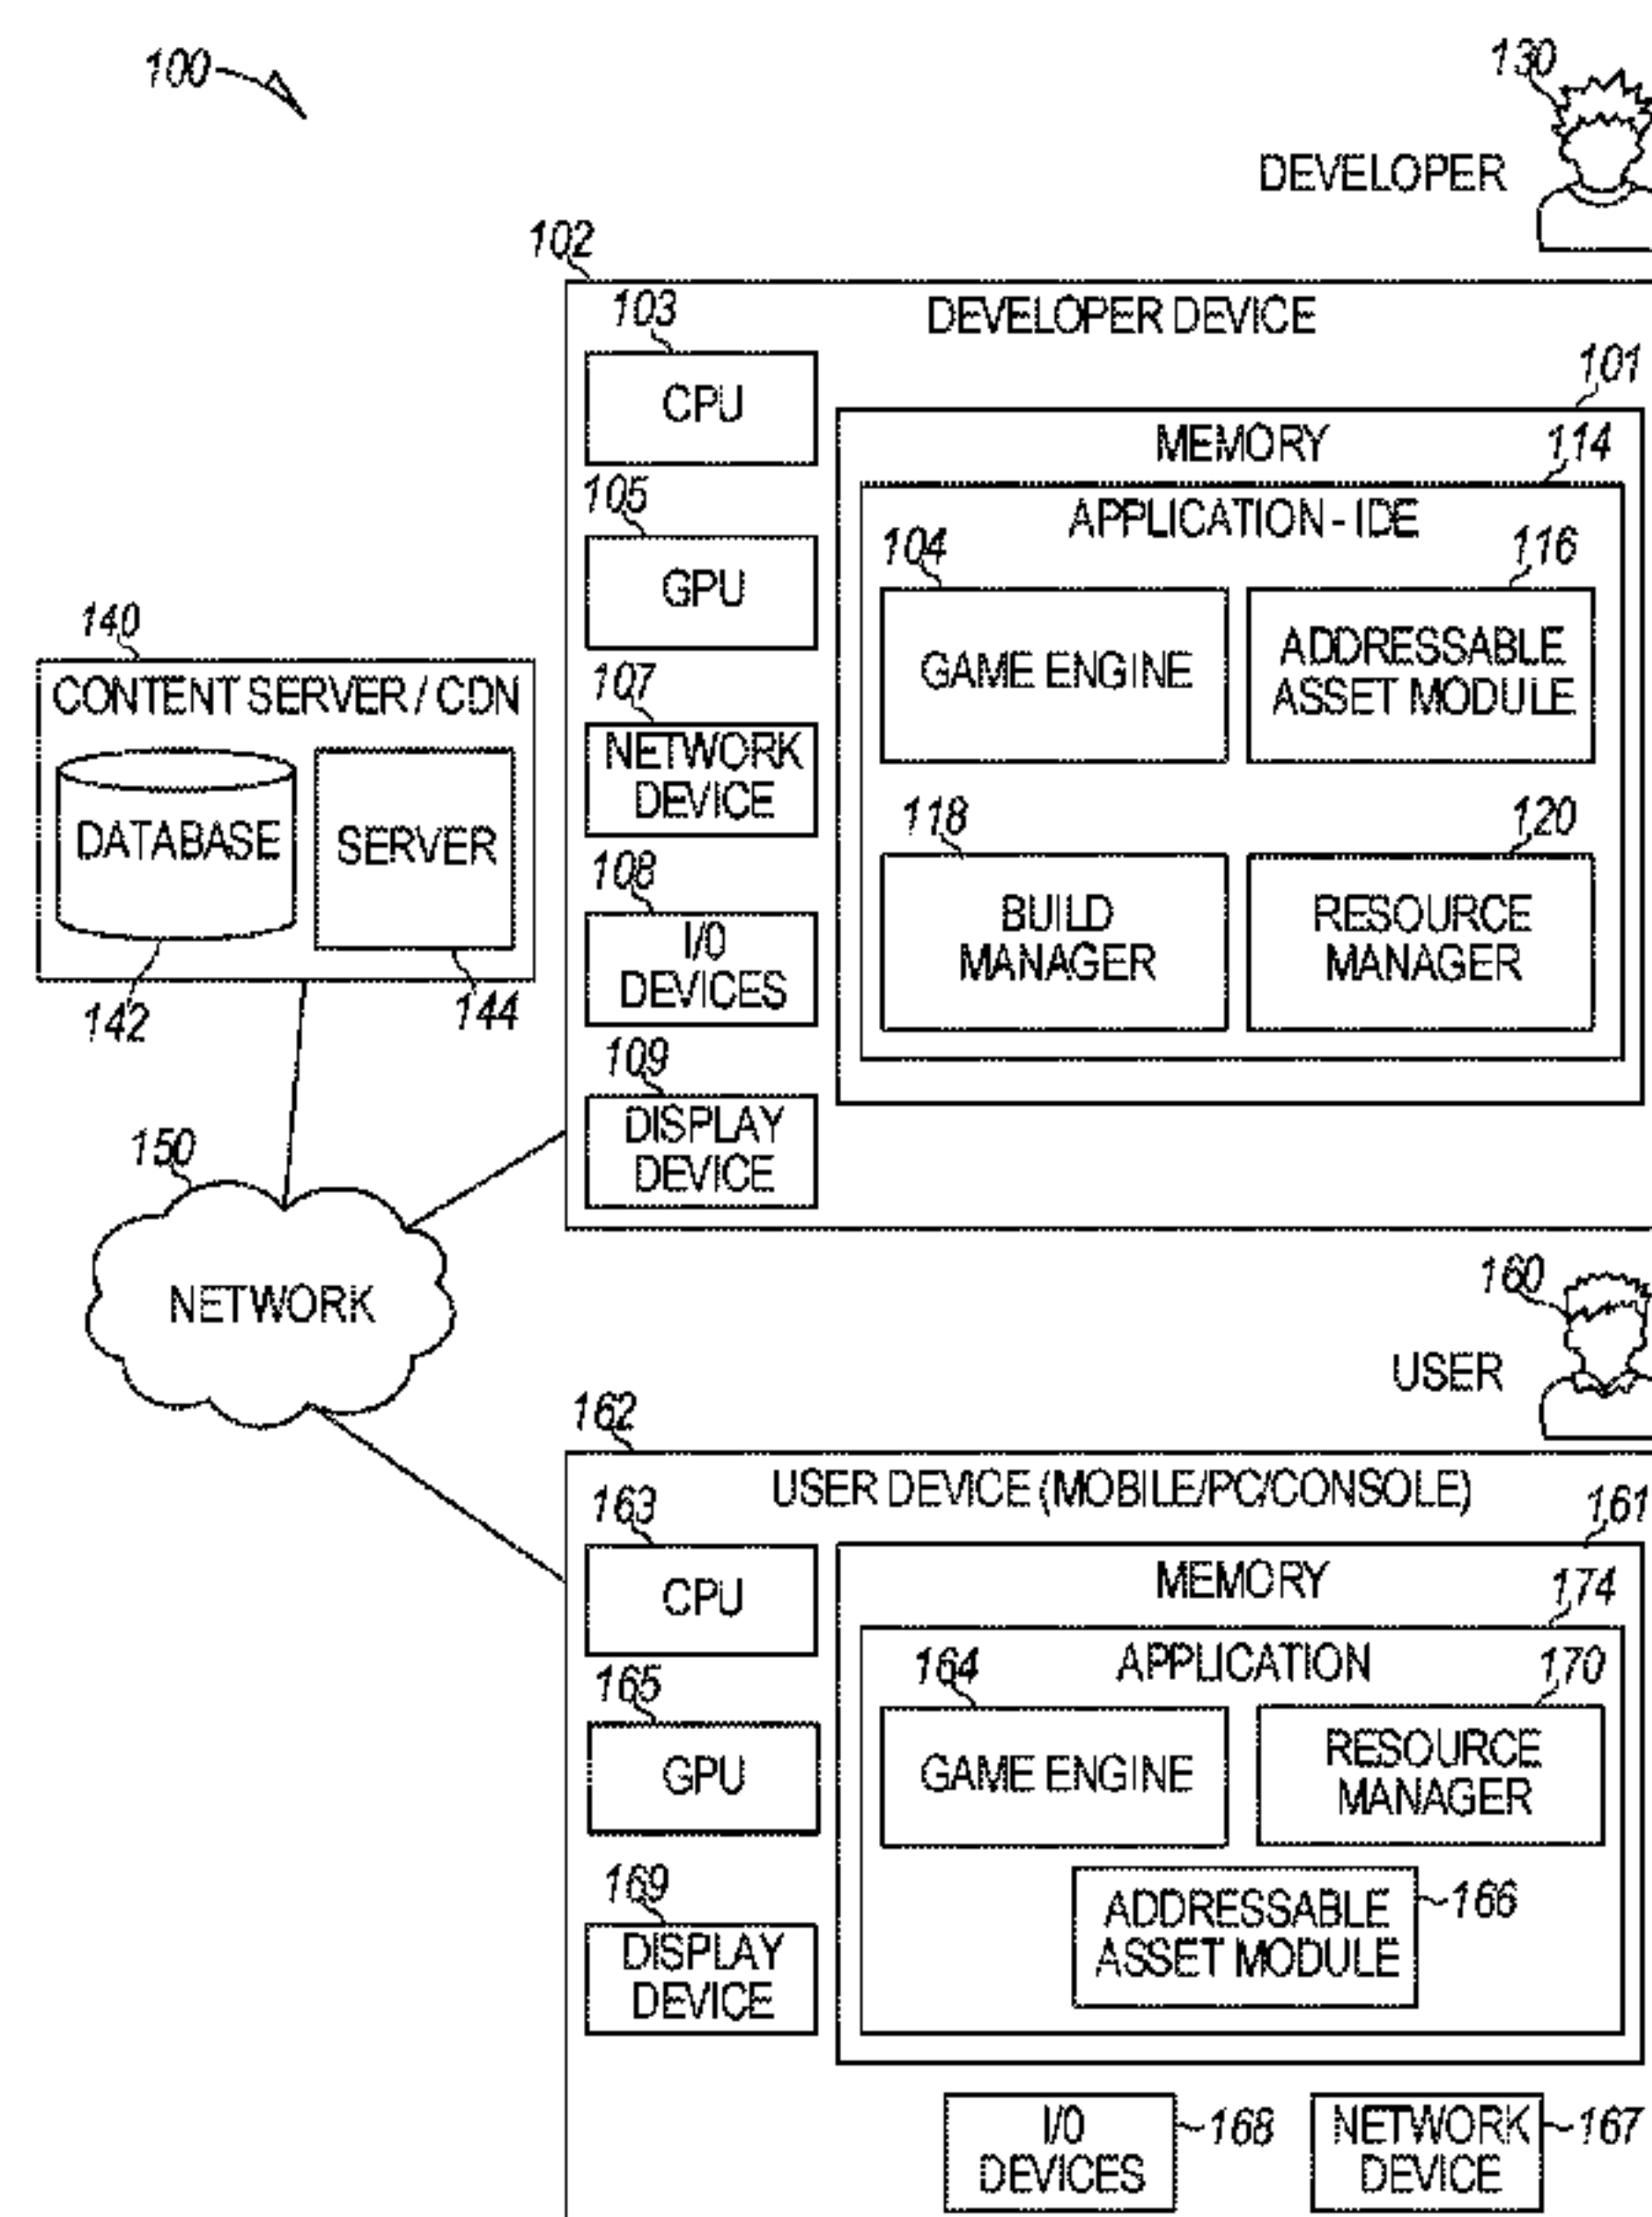 100
130
DEVELOPER
102
DEVELOPER DEVICE
103
CPU
101
MEMORY
114
APPLICATION - IDE
105
GPU
104
GAME ENGINE
116
ADDRESSABLE
ASSET MODULE
140
CONTENT SERVER / CDN
DATABASE
SERVER
142
144
107
NETWORK
DEVICE
118
BUILD
MANAGER
120
RESOURCE
MANAGER
108
I/O
DEVICES
109
DISPLAY
DEVICE
150
NETWORK
160
USER
162
USER DEVICE (MOBILE/PC/CONSOLE)
163
CPU
161
MEMORY
174
APPLICATION
165
GPU
164
GAME ENGINE
170
RESOURCE
MANAGER
169
DISPLAY
DEVICE
ADDRESSABLE
ASSET MODULE
166
I/O
DEVICES
168
NETWORK
DEVICE
167